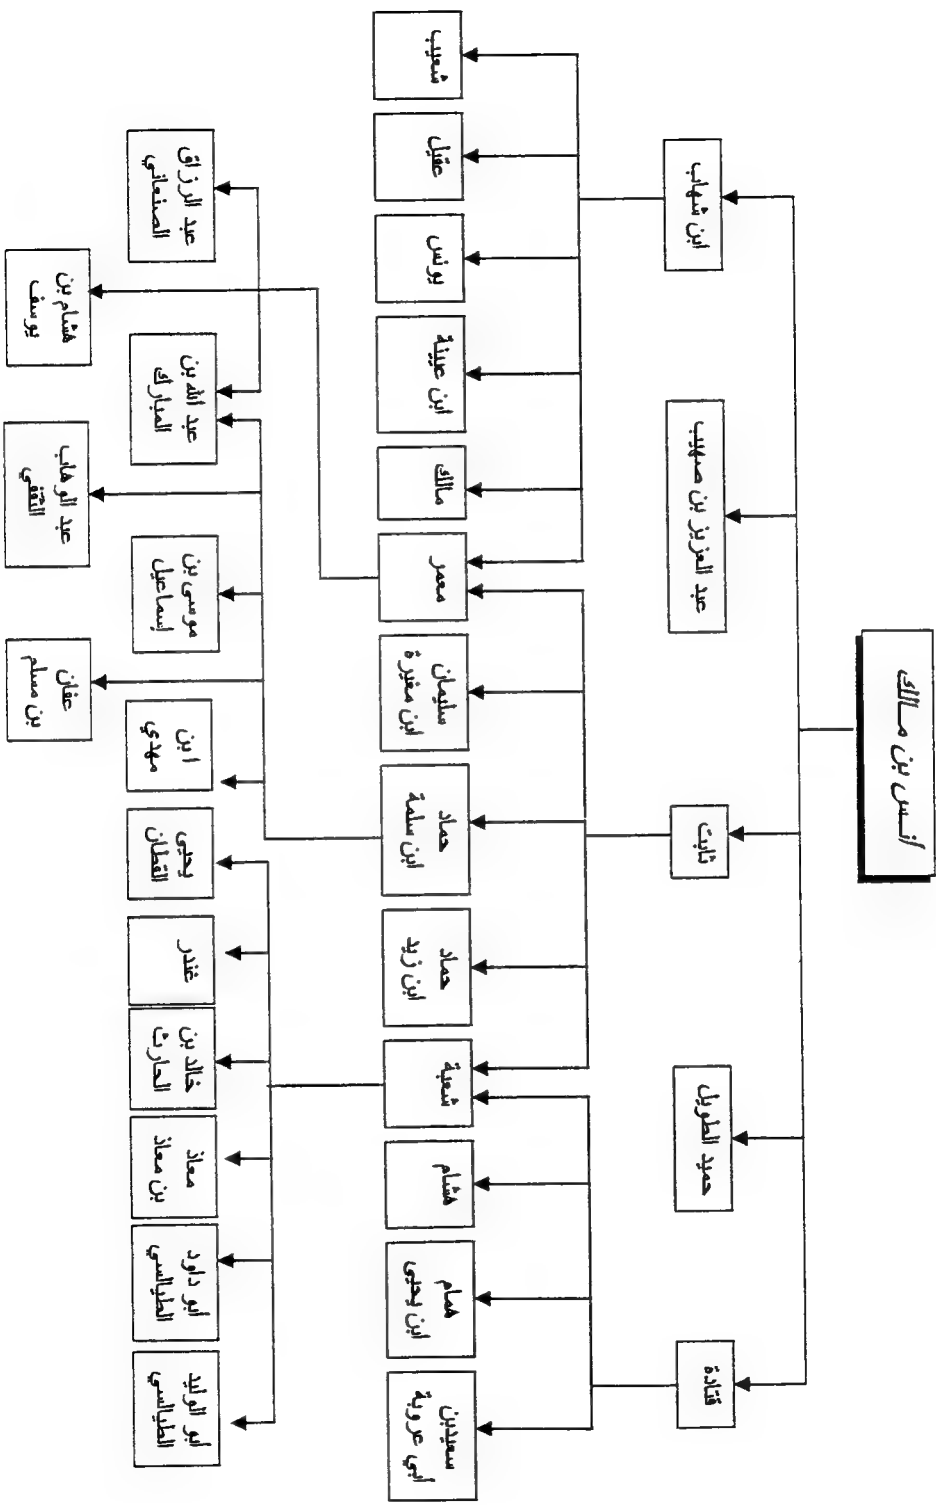 أنس بن مالك
قتادة
حميد الطويل
ثابت
عبد العزيز بن صهيب
ابن شهاب
سعيدبن
أبي عروبة
همام
ابن يحيى
هشام
شعبة
حماد
ابن زيد
حماد
ابن سلمة
سليمان
ابن مغيرة
معمر
مالك
ابن عيينة
يونس
عقيل
شعيب
أبو الوليد
الطيالسي
أبو داود
الطيالسي
معاذ
بن معاذ
خالد بن
الحارث
غندر
يحيى
القطان
ابن
مهدي
موسى بن
إسماعيل
عبد الله بن
المبارك
عبد الرزاق
الصنعاني
عفان
بن مسلم
عبد الوهاب
الثقفي
هشام بن
يوسف